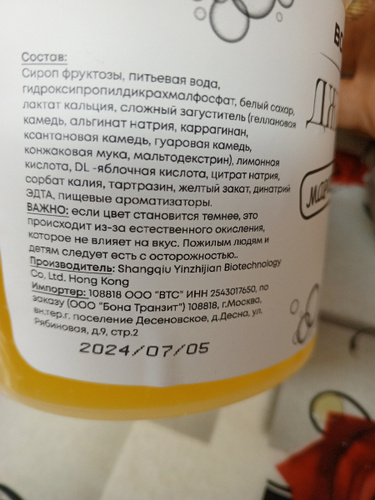 Состав:
Сироп фруктозы, питьевая вода,
гидроксипропилдикрахмалфосфат, белый сахар,
лактат кальция, сложный загуститель (геллановая
камедь, альгинат натрия, каррагинан,
ксантановая камедь, гуаровая камедь,
конжаковая мука, мальтодекстрин), лимонная
кислота, DL -яблочная кислота, цитрат натрия,
сорбат калия, тартразин, желтый закат, динатрий
ЭДТА, пищевые ароматизаторы.
ВАЖНО: если цвет становится темнее, это
происходит из-за естественного окисления,
которое не влияет на вкус. Пожилым людям и
детям следует есть с осторожностью..
Производитель: Shangqiu Yinzhijian Biotechnology
Co, Ltd. Hong Kong
Импортер: 108818 ООО "ВТС" ИНН 2543017650, по
заказу (ООО "Бона Транзит") 108818, г.Москва,
вн.тер.г. поселение Десеновское, д.Десна, ул.
Рябиновая, д.9, стр.2
2024/07/05